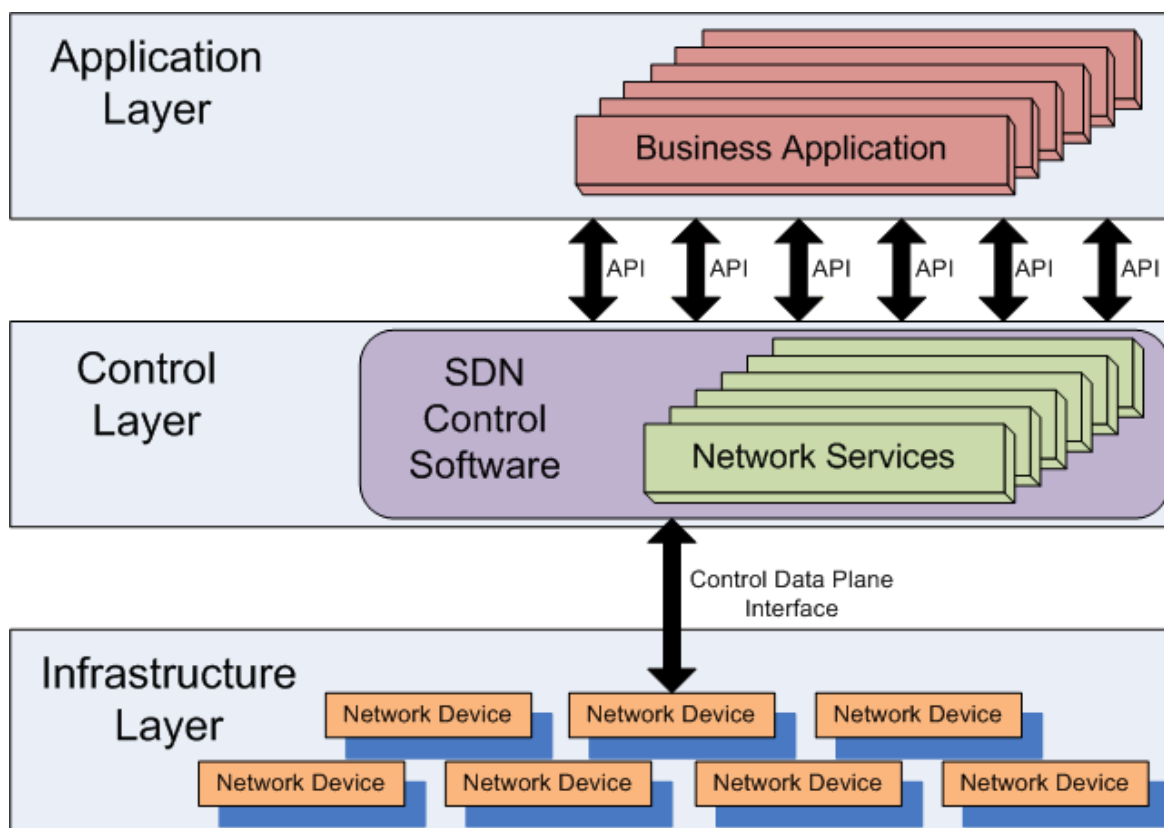 Application
Layer
Business Application
API API API API API API
Control
Layer
SDN
Control
Software
Network Services
Control Data Plane
Interface
Infrastructure
Layer
Network Device Network Device Network Device
Network Device Network Device Network Device Network Device